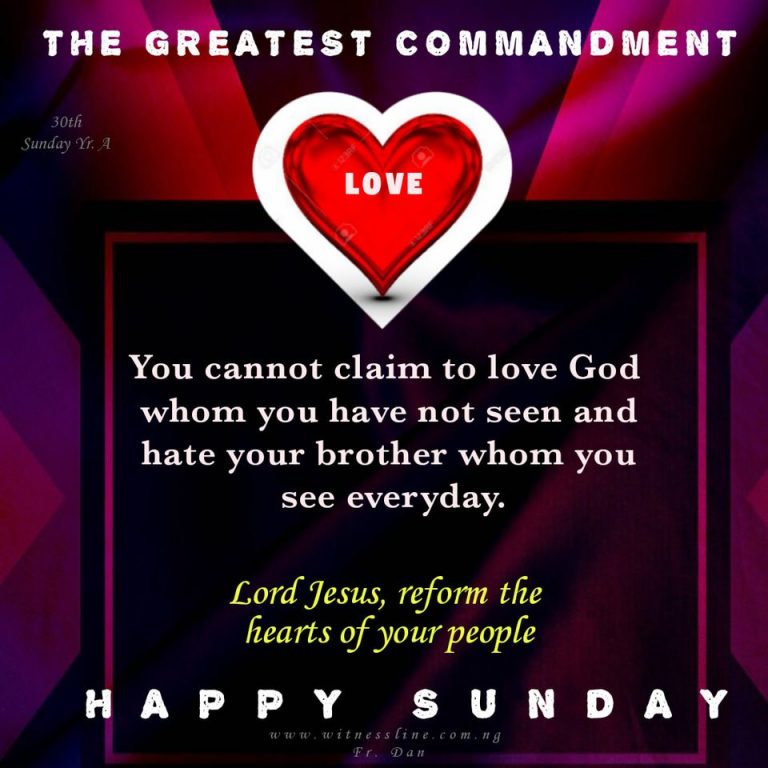 THE GREATEST COMMANDMENT
30th
Sunday Yr. A
LOVE
You cannot claim to love God
whom you have not seen and
hate your brother whom you
see everyday.
Lord Jesus, reform the
hearts of your people
HAPPY SUNDAY
www.witnessline.com.ng
Fr. Dan